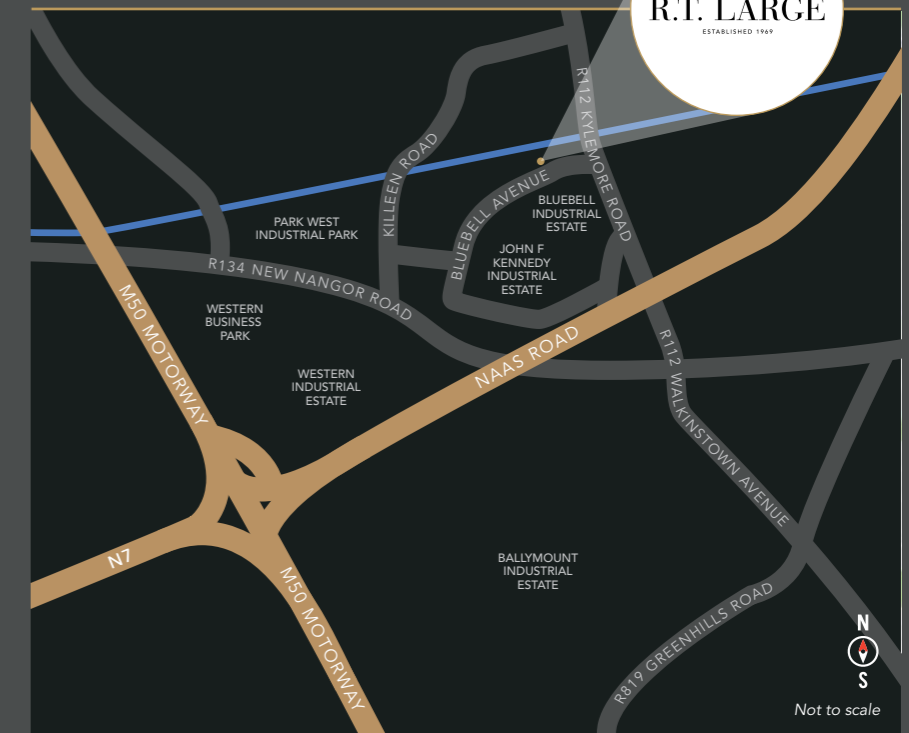 R.T. LARGE
ESTABLISHED 1969
R112 KYLEMORE ROAD
KILLEEN ROAD
BLUEBELL AVENUE
BLUEBELL
INDUSTRIAL
ESTATE
PARK WEST
INDUSTRIAL PARK
JOHN F
KENNEDY
INDUSTRIAL
ESTATE
R134 NEW NANGOR ROAD
M50 MOTORWAY
WESTERN
BUSINESS
PARK
NAAS ROAD
R112 WALKINSTOWN AVENUE
WESTERN
INDUSTRIAL
ESTATE
N7
BALLYMOUNT
INDUSTRIAL
ESTATE
M50 MOTORWAY
R819 GREENHILLS ROAD
N
S
Not to scale